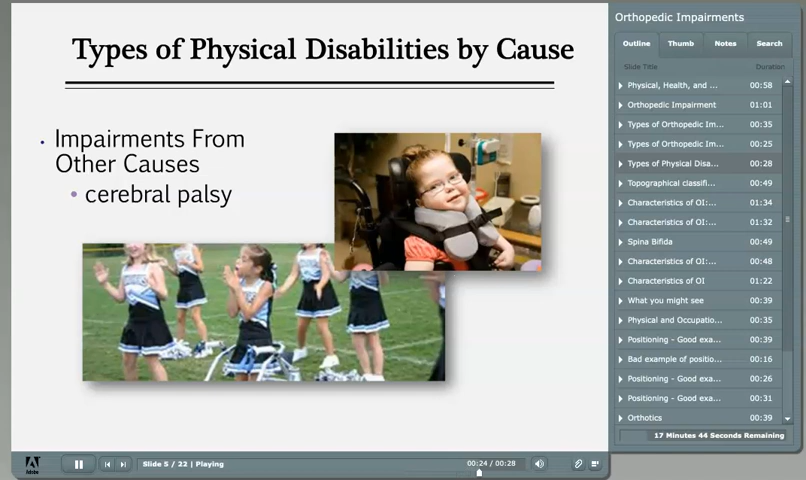 Types of Physical Disabilities by Cause
• Impairments From
Other Causes
• cerebral palsy
Slide 5 / 22 | Playing
00:24 / 00:28
Adobe
Orthopedic Impairments
Outline Thumb Notes Search
Slide Title Duration
Physical, Health, and ... 00:58
Orthopedic Impairment 01:01
Types of Orthopedic Im... 00:35
Types of Orthopedic Im... 00:25
Types of Physical Disa... 00:28
Topographical classifi... 00:49
Characteristics of OI:... 01:34
Characteristics of OI:... 01:32
Spina Bifida 00:49
Characteristics of OI:... 00:48
Characteristics of OI 01:22
What you might see 00:39
Physical and Occupatio... 00:35
Positioning - Good exa... 00:39
Bad example of positio... 00:16
Positioning - Good exa... 00:26
Positioning - Good exa... 00:31
Orthotics 00:39
17 Minutes 44 Seconds Remaining